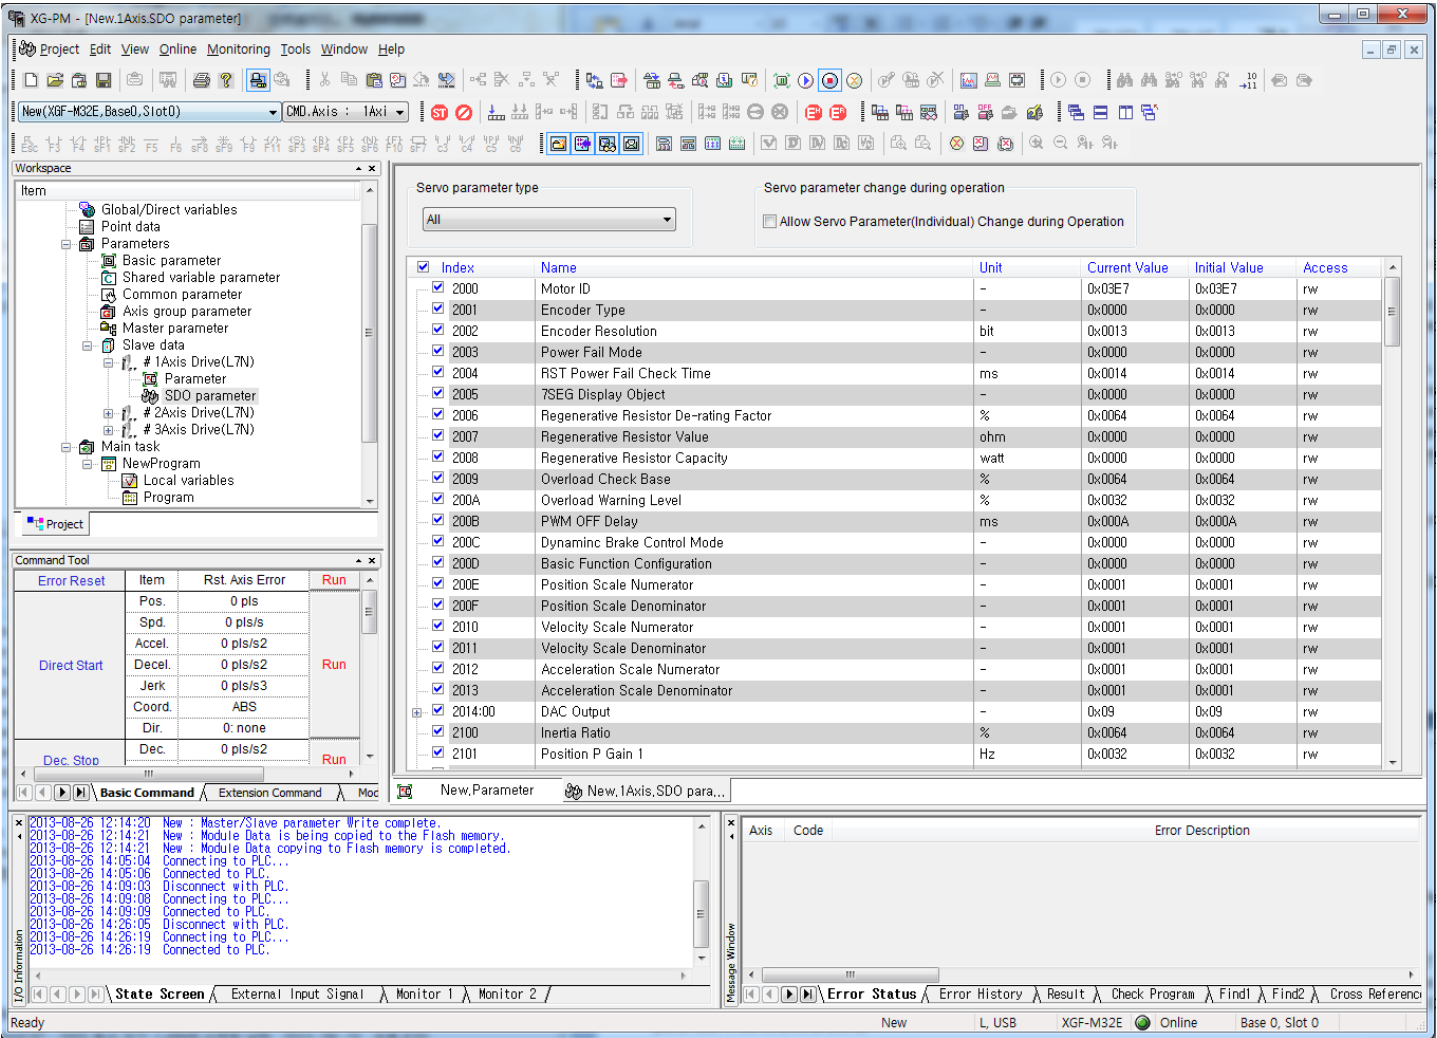 XG-PM - [New.1Axis.SDO parameter]
Project Edit View Online Monitoring Tools Window Help
New(XGF-M32E,Base0,Slot0) CMD.Axis : 1Axi
Workspace
Item
Global/Direct variables
Point data
Parameters
Basic parameter
Shared variable parameter
Common parameter
Axis group parameter
Master parameter
Slave data
# 1Axis Drive(L7N)
Parameter
SDO parameter
# 2Axis Drive(L7N)
# 3Axis Drive(L7N)
Main task
NewProgram
Local variables
Program
Project
Command Tool
Error Reset Item Rst. Axis Error Run
Pos. 0 pls
Spd. 0 pls/s
Accel. 0 pls/s2
Direct Start Decel. 0 pls/s2 Run
Jerk 0 pls/s3
Coord. ABS
Dir. 0: none
Dec. Stop Dec. 0 pls/s2 Run
Basic Command Extension Command Mod
Servo parameter type
All
Servo parameter change during operation
Allow Servo Parameter(Individual) Change during Operation
Index Name Unit Current Value Initial Value Access
2000 Motor ID - 0x03E7 0x03E7 rw
2001 Encoder Type - 0x0000 0x0000 rw
2002 Encoder Resolution bit 0x0013 0x0013 rw
2003 Power Fail Mode - 0x0000 0x0000 rw
2004 RST Power Fail Check Time ms 0x0014 0x0014 rw
2005 7SEG Display Object - 0x0000 0x0000 rw
2006 Regenerative Resistor De-rating Factor % 0x0064 0x0064 rw
2007 Regenerative Resistor Value ohm 0x0000 0x0000 rw
2008 Regenerative Resistor Capacity watt 0x0000 0x0000 rw
2009 Overload Check Base % 0x0064 0x0064 rw
200A Overload Warning Level % 0x0032 0x0032 rw
200B PWM OFF Delay ms 0x000A 0x000A rw
200C Dynaminc Brake Control Mode - 0x0000 0x0000 rw
200D Basic Function Configuration - 0x0000 0x0000 rw
200E Position Scale Numerator - 0x0001 0x0001 rw
200F Position Scale Denominator - 0x0001 0x0001 rw
2010 Velocity Scale Numerator - 0x0001 0x0001 rw
2011 Velocity Scale Denominator - 0x0001 0x0001 rw
2012 Acceleration Scale Numerator - 0x0001 0x0001 rw
2013 Acceleration Scale Denominator - 0x0001 0x0001 rw
2014:00 DAC Output - 0x09 0x09 rw
2100 Inertia Ratio % 0x0064 0x0064 rw
2101 Position P Gain 1 Hz 0x0032 0x0032 rw
New,Parameter New,1Axis,SDO para...
2013-08-26 12:14:20 New : Master/Slave parameter Write complete.
2013-08-26 12:14:21 New : Module Data is being copied to the Flash memory.
2013-08-26 12:14:21 New : Module Data copying to Flash memory is completed.
2013-08-26 14:05:04 Connecting to PLC...
2013-08-26 14:05:06 Connected to PLC.
2013-08-26 14:09:03 Disconnect with PLC.
2013-08-26 14:09:08 Connecting to PLC...
2013-08-26 14:09:09 Connected to PLC.
2013-08-26 14:26:05 Disconnect with PLC.
2013-08-26 14:26:19 Connecting to PLC...
2013-08-26 14:26:19 Connected to PLC.
I/O Information
State Screen External Input Signal Monitor 1 Monitor 2
Axis Code Error Description
Message Window
Error Status Error History Result Check Program Find1 Find2 Cross Referenc
Ready New L, USB XGF-M32E Online Base 0, Slot 0